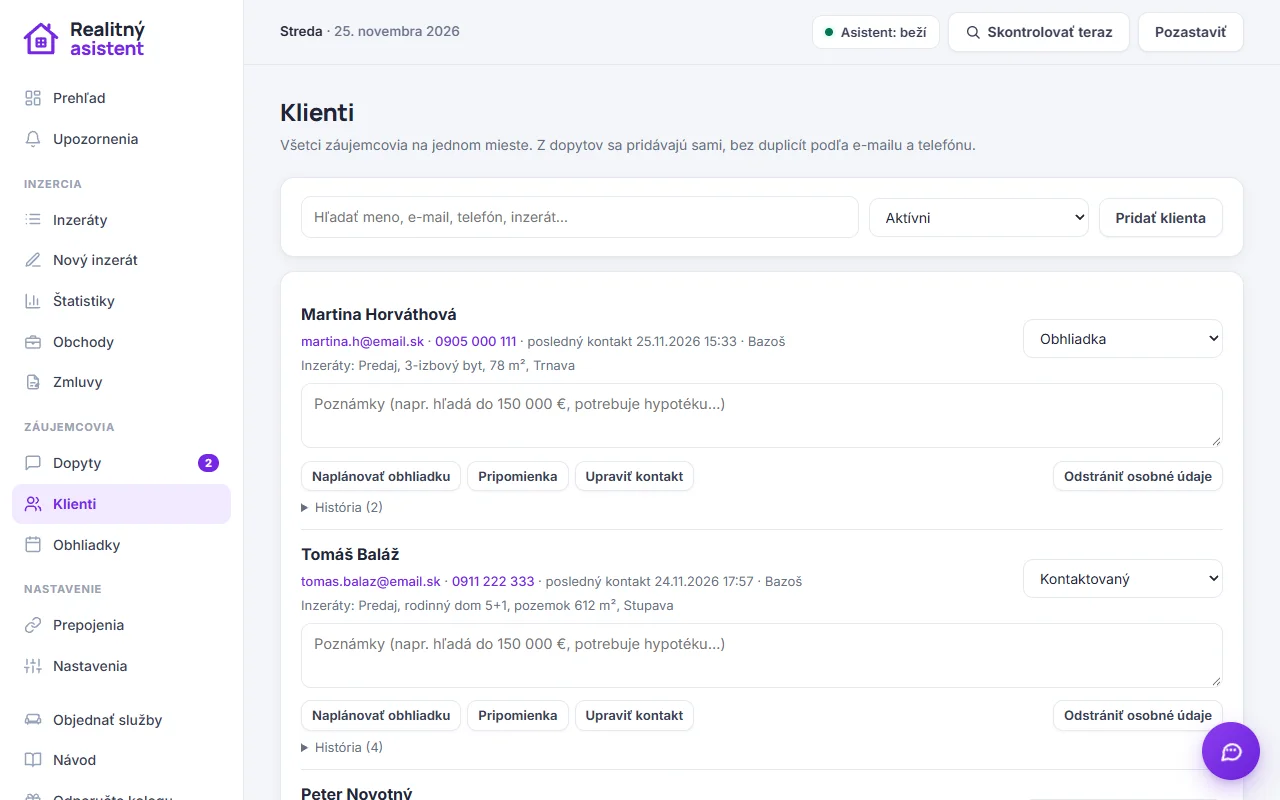 Realitný
asistent
Prehľad
Upozornenia
INZERCIA
Inzeráty
Nový inzerát
Štatistiky
Obchody
Zmluvy
ZÁUJEMCOVIA
Dopyty 2
Klienti
Obhliadky
NASTAVENIE
Prepojenia
Nastavenia
Objednať služby
Návod
Odporučte kolegu
Streda · 25. novembra 2026
Asistent: beží
Skontrolovať teraz
Pozastaviť
Klienti
Všetci záujemcovia na jednom mieste. Z dopytov sa pridávajú sami, bez duplicít podľa e-mailu a telefónu.
Hľadať meno, e-mail, telefón, inzerát...
Aktívni
Pridať klienta
Martina Horváthová
martina.h@email.sk · 0905 000 111 · posledný kontakt 25.11.2026 15:33 · Bazoš
Obhliadka
Inzeráty: Predaj, 3-izbový byt, 78 m², Trnava
Poznámky (napr. hľadá do 150 000 €, potrebuje hypotéku...)
Naplánovať obhliadku
Pripomienka
Upraviť kontakt
Odstrániť osobné údaje
História (2)
Tomáš Baláž
tomas.balaz@email.sk · 0911 222 333 · posledný kontakt 24.11.2026 17:57 · Bazoš
Kontaktovaný
Inzeráty: Predaj, rodinný dom 5+1, pozemok 612 m², Stupava
Poznámky (napr. hľadá do 150 000 €, potrebuje hypotéku...)
Naplánovať obhliadku
Pripomienka
Upraviť kontakt
Odstrániť osobné údaje
História (4)
Peter Novotný